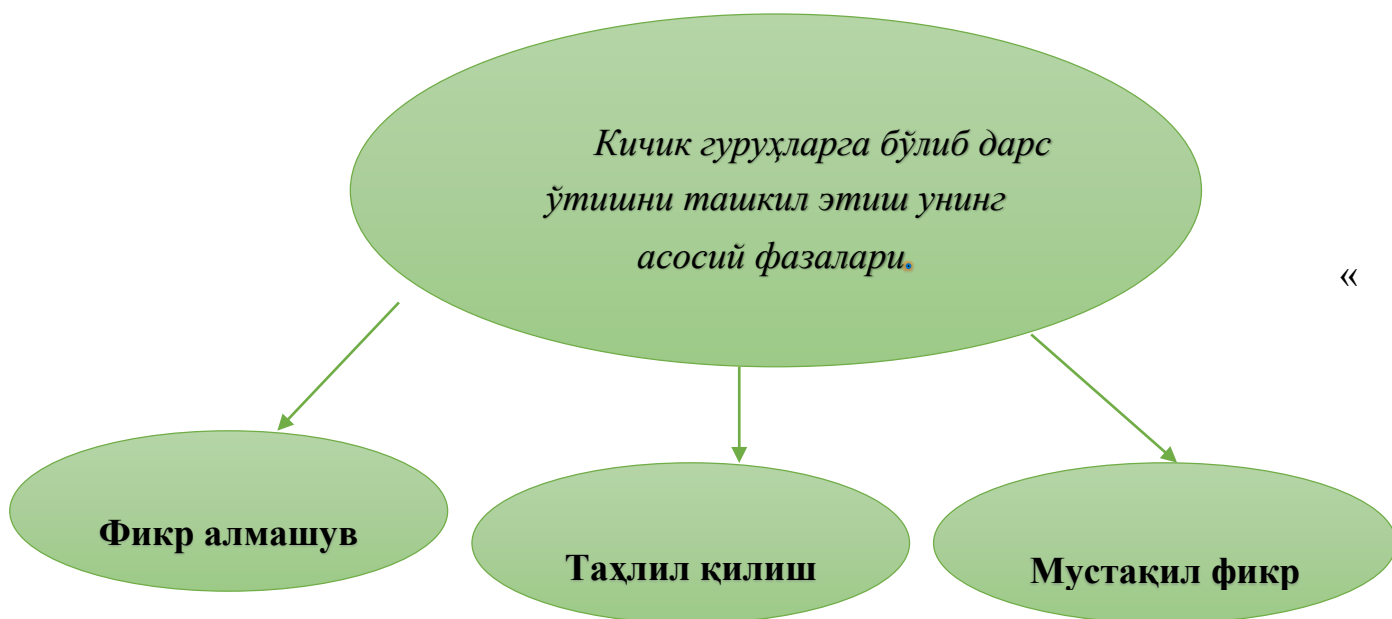 Кичик гуруҳларга бўлиб дарс
ўтишни ташкил этиш унинг
асосий фазалари.
«
Фикр алмашув
Таҳлил қилиш
Мустақил фикр